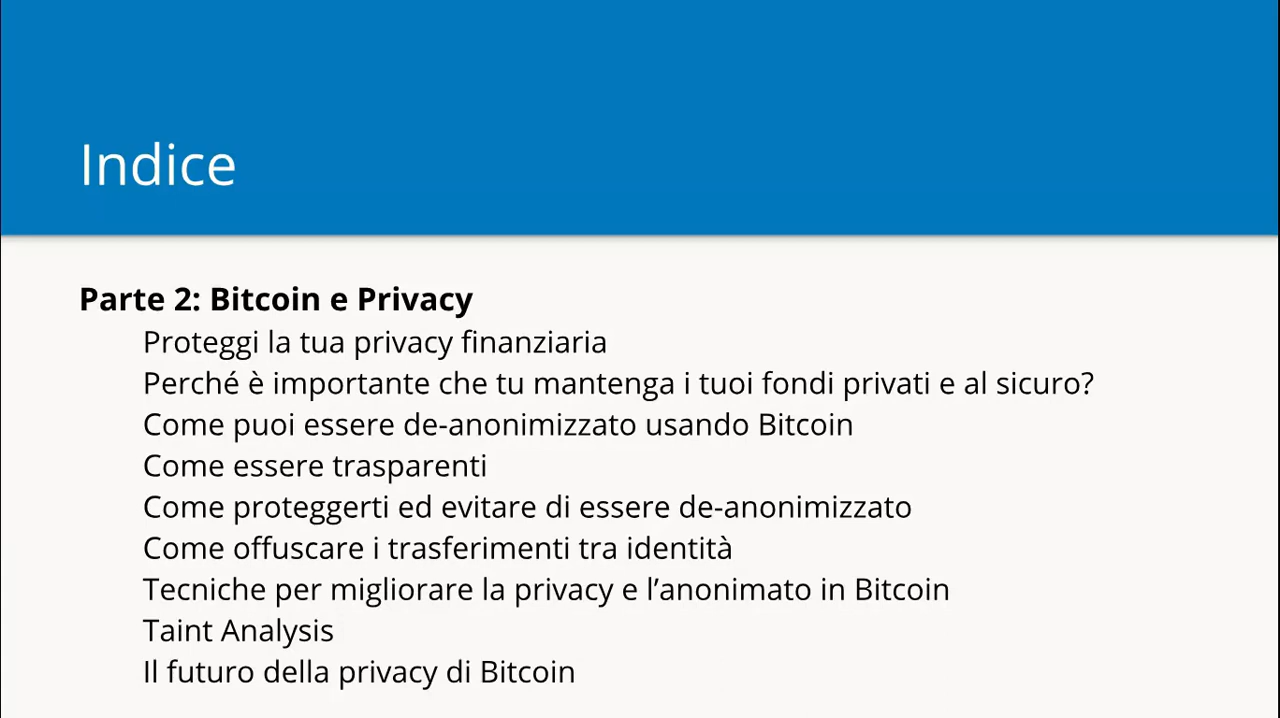 Indice
Parte 2: Bitcoin e Privacy
Proteggi la tua privacy finanziaria
Perché è importante che tu mantenga i tuoi fondi privati e al sicuro?
Come puoi essere de-anonimizzato usando Bitcoin
Come essere trasparenti
Come proteggerti ed evitare di essere de-anonimizzato
Come offuscare i trasferimenti tra identità
Tecniche per migliorare la privacy e l’anonimato in Bitcoin
Taint Analysis
Il futuro della privacy di Bitcoin